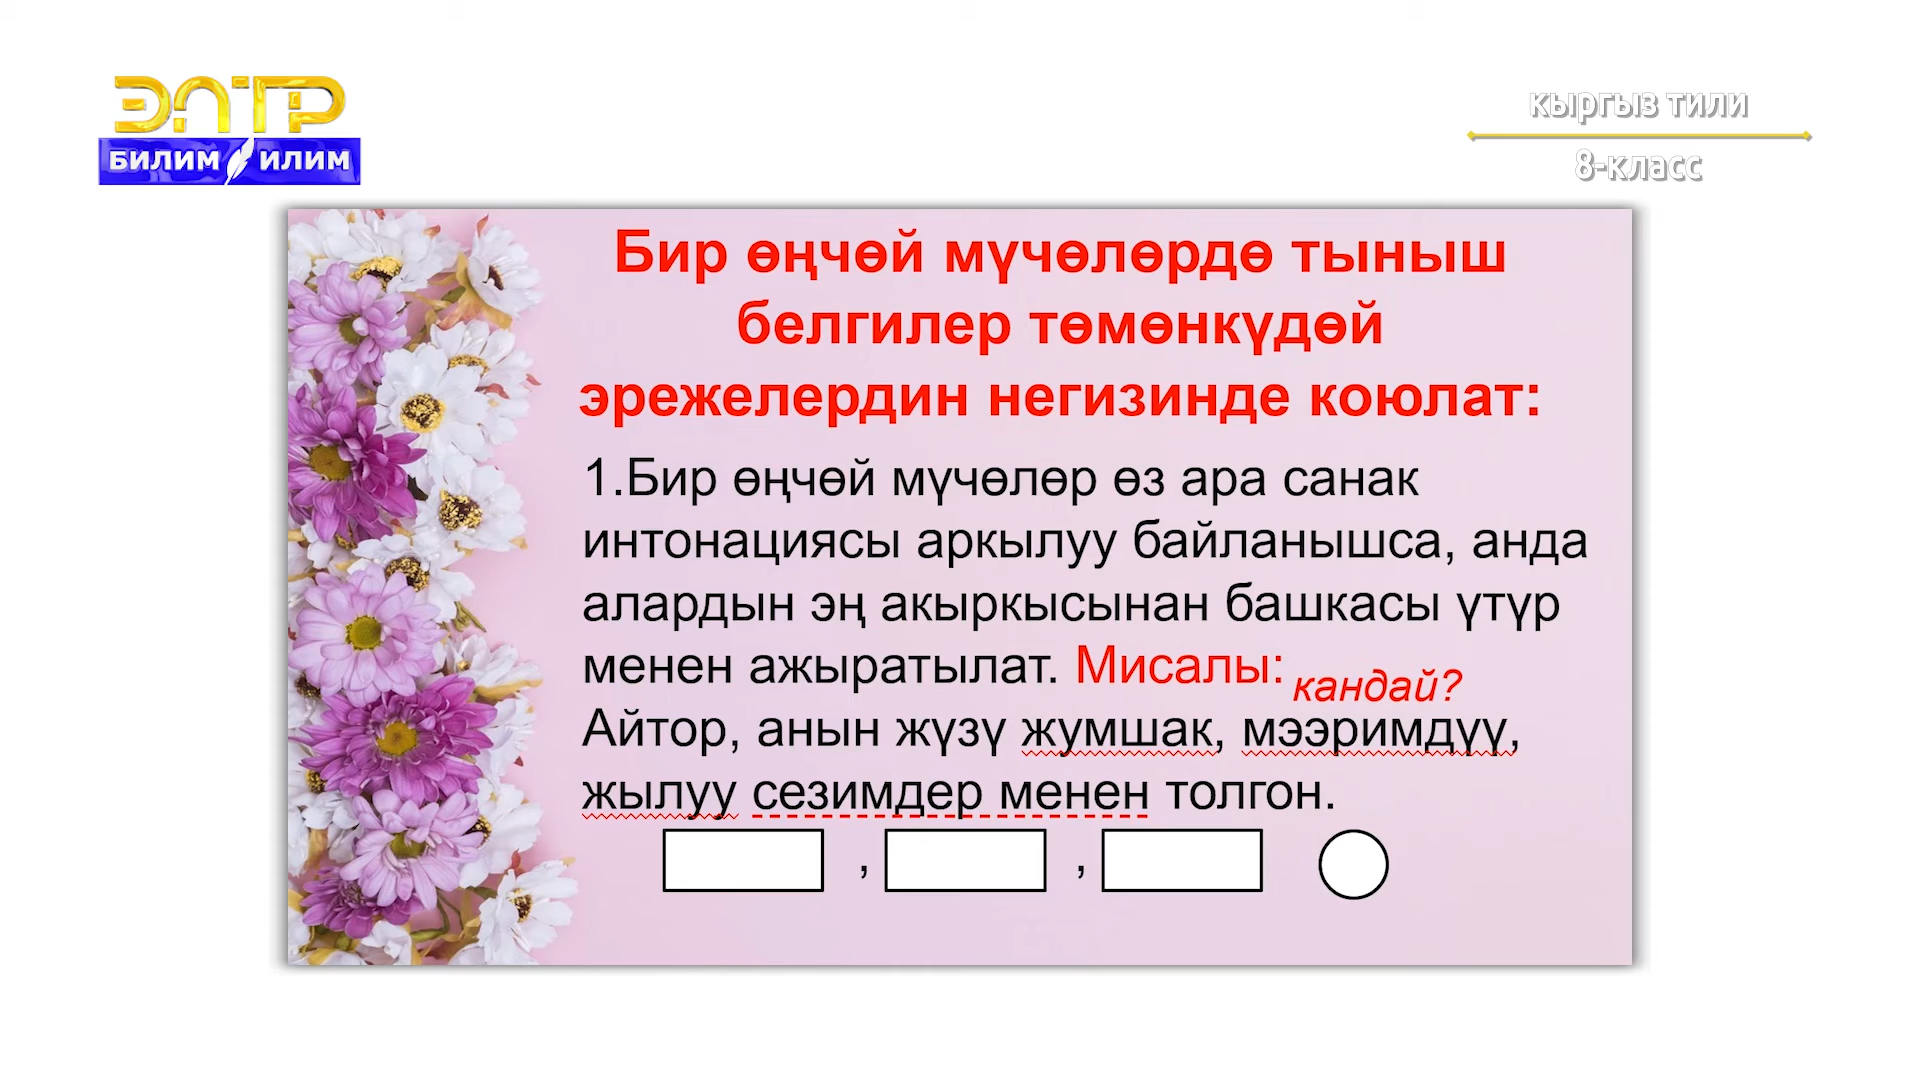 ЭЛТР
БИЛИМ ИЛИМ
кыргыз тили
8-класс
Бир өңчөй мүчөлөрдө тыныш
белгилер төмөнкүдөй
эрежелердин негизинде коюлат:
1.Бир өңчөй мүчөлөр өз ара санак
интонациясы аркылуу байланышса, анда
алардын эң акыркысынан башкасы үтүр
менен ажыратылат. Мисалы:
кандай?
Айтор, анын жүзү жумшак, мээримдүү,
жылуу сезимдер менен толгон.
, ,